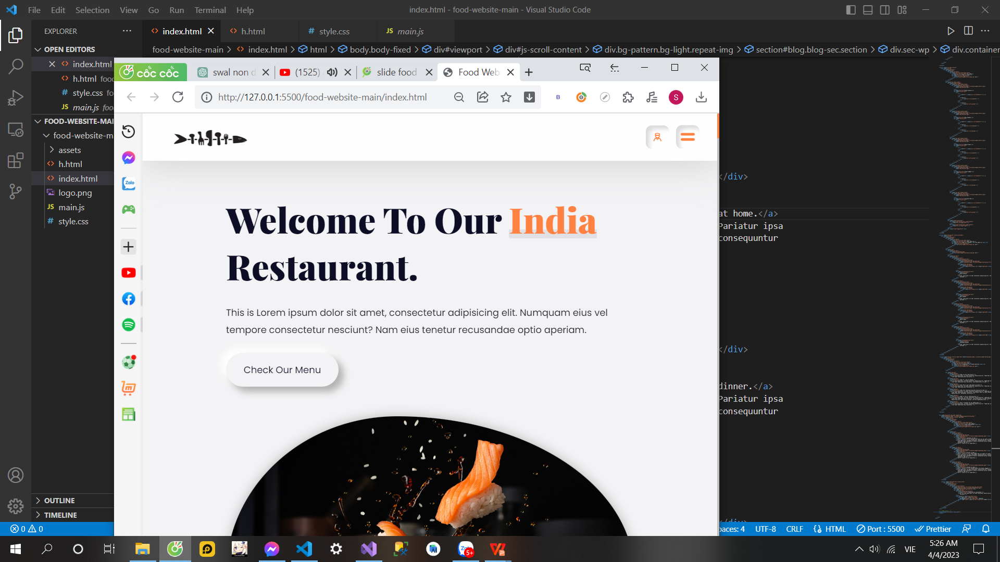 File Edit Selection View Go Run Terminal Help
index.html - food-website-main - Visual Studio Code
EXPLORER
index.html
h.html
style.css
main.js
OPEN EDITORS
food-website-main > index.html > html > body.body-fixed > div#viewport > div#js-scroll-content > div.bg-pattern.bg-light.repeat-img > section#blog.blog-sec.section > div.sec-wp > div.container
index.html
h.html food
style.css fo
main.js food
FOOD-WEBSITE-MAI
food-website-m
assets
h.html
index.html
logo.png
main.js
style.css
OUTLINE
TIMELINE
0 0
cốc cốc
swal non d
(1525)
slide food
Food Web
http://127.0.0.1:5500/food-website-main/index.html
B
S
Zalo
Welcome To Our India
Restaurant.
This is Lorem ipsum dolor sit amet, consectetur adipisicing elit. Numquam eius vel
tempore consectetur nesciunt? Nam eius tenetur recusandae optio aperiam.
Check Our Menu
</div>
at home.</a>
Pariatur ipsa
consequuntur
</div>
dinner.</a>
Pariatur ipsa
consequuntur
</div>
paces: 4 UTF-8 CRLF HTML Port : 5500 Prettier
5+
VIE
5:26 AM
4/4/2023